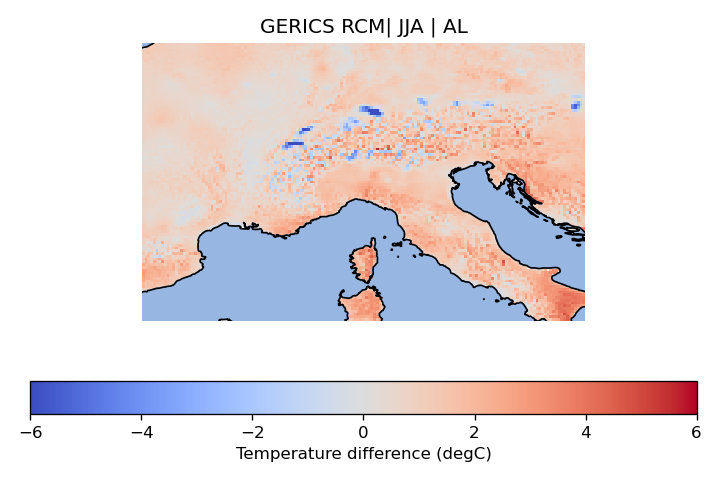 GERICS RCM| JJA | AL
−6 −4 −2 0 2 4 6
Temperature difference (degC)